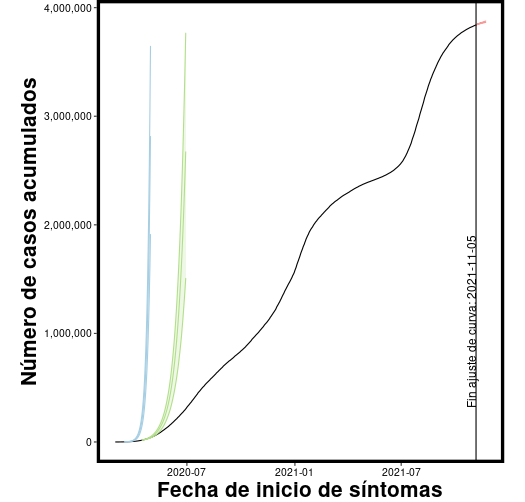 Número de casos acumulados
4,000,000
3,000,000
2,000,000
1,000,000
0
Fin ajuste de curva: 2021-11-05
2020-07
2021-01
2021-07
Fecha de inicio de síntomas